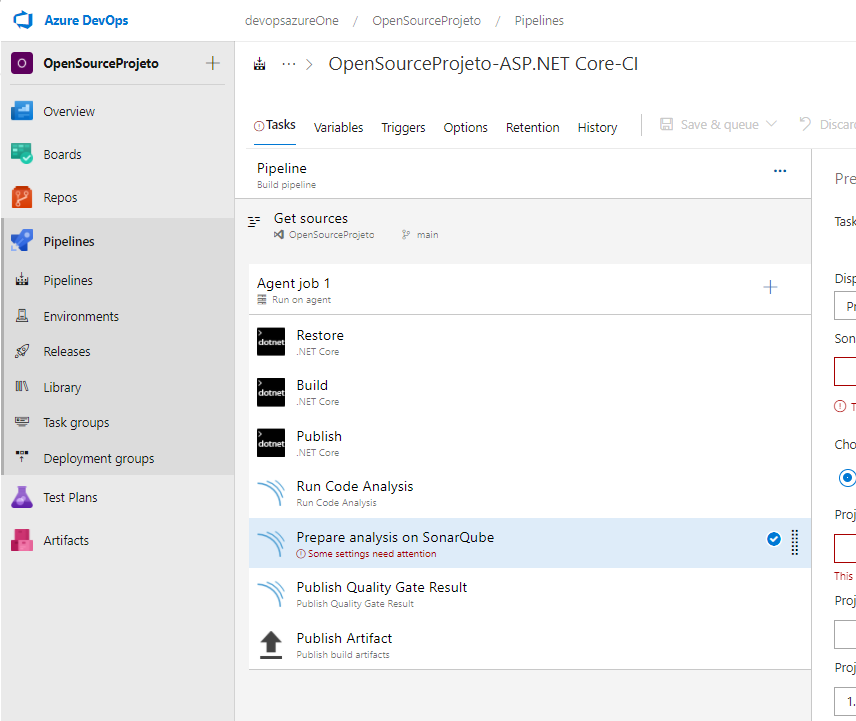 Azure DevOps
devopsazureOne / OpenSourceProjeto / Pipelines
O OpenSourceProjeto +
Overview
Boards
Repos
Pipelines
Pipelines
Environments
Releases
Library
Task groups
Deployment groups
Test Plans
Artifacts
... > OpenSourceProjeto-ASP.NET Core-CI
Tasks Variables Triggers Options Retention History Save & queue Discar
Pipeline
Build pipeline
...
Get sources
OpenSourceProjeto main
Agent job 1
Run on agent
+
dotnet
Restore
.NET Core
dotnet
Build
.NET Core
dotnet
Publish
.NET Core
Run Code Analysis
Run Code Analysis
Prepare analysis on SonarQube
Some settings need attention
Publish Quality Gate Result
Publish Quality Gate Result
Publish Artifact
Publish build artifacts
Pre
Task
Disp
Pr
Son
T
Cho
Proj
This
Proj
Proj
1.